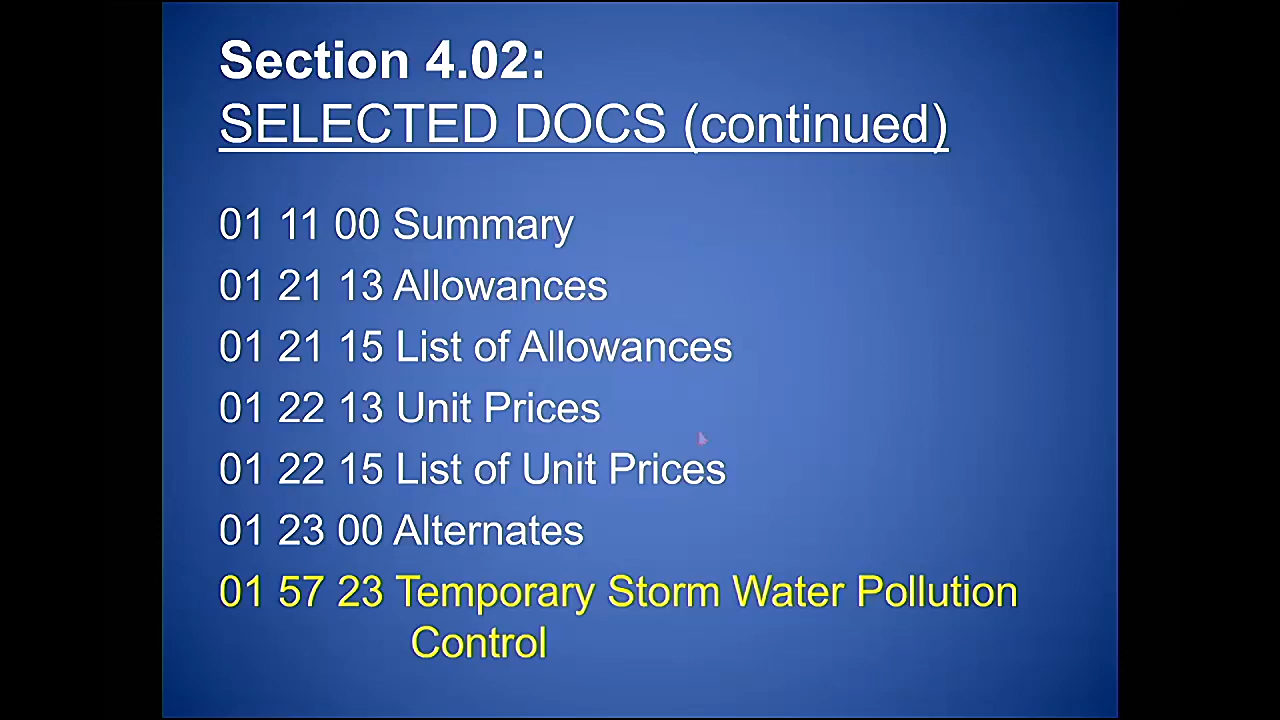 Section 4.02:
SELECTED DOCS (continued)
01 11 00 Summary
01 21 13 Allowances
01 21 15 List of Allowances
01 22 13 Unit Prices
01 22 15 List of Unit Prices
01 23 00 Alternates
01 57 23 Temporary Storm Water Pollution
Control